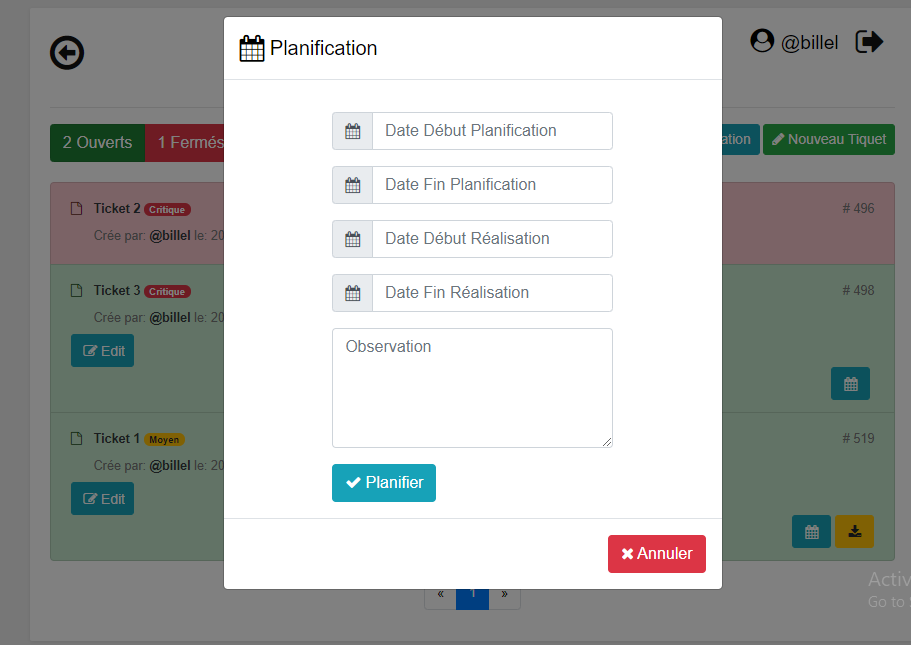 Planification
@billel
2 Ouverts
1 Fermés
Nouveau Tiquet
Date Début Planification
Date Fin Planification
Date Début Réalisation
Date Fin Réalisation
Observation
Planifier
Annuler
Ticket 2 Critique
# 496
Crée par: @billel le: 20
Ticket 3 Critique
# 498
Crée par: @billel le: 20
Edit
Ticket 1 Moyen
# 519
Crée par: @billel le: 20
Edit
« 1 »
Go to